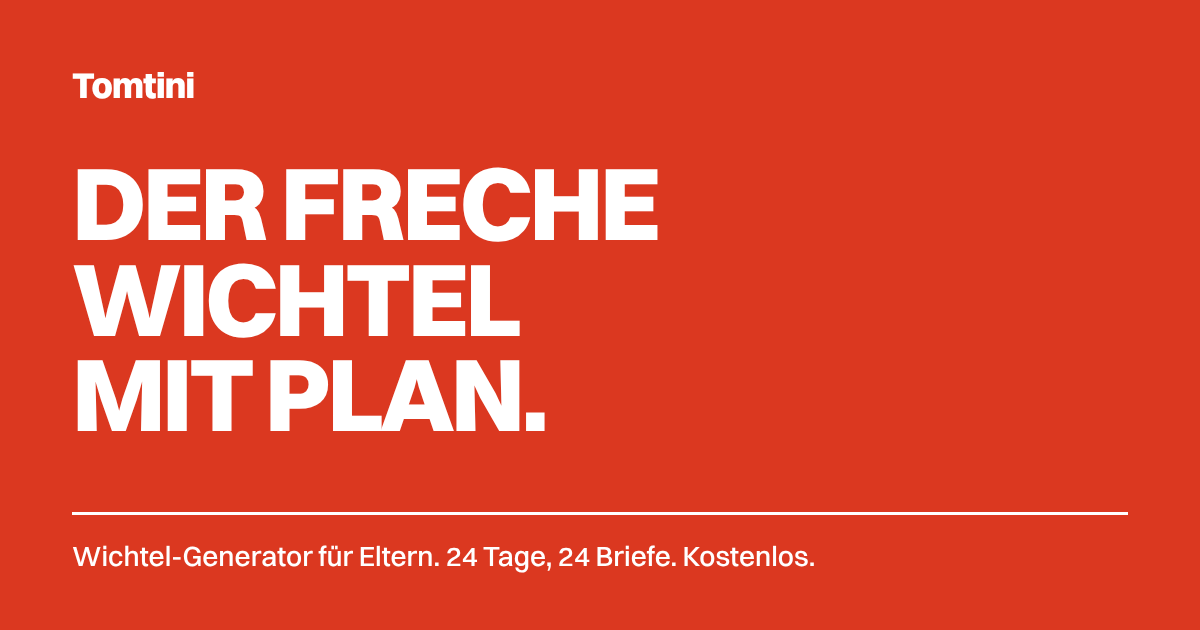 Tomtini
DER FRECHE
WICHTEL
MIT PLAN.
Wichtel-Generator für Eltern. 24 Tage, 24 Briefe. Kostenlos.